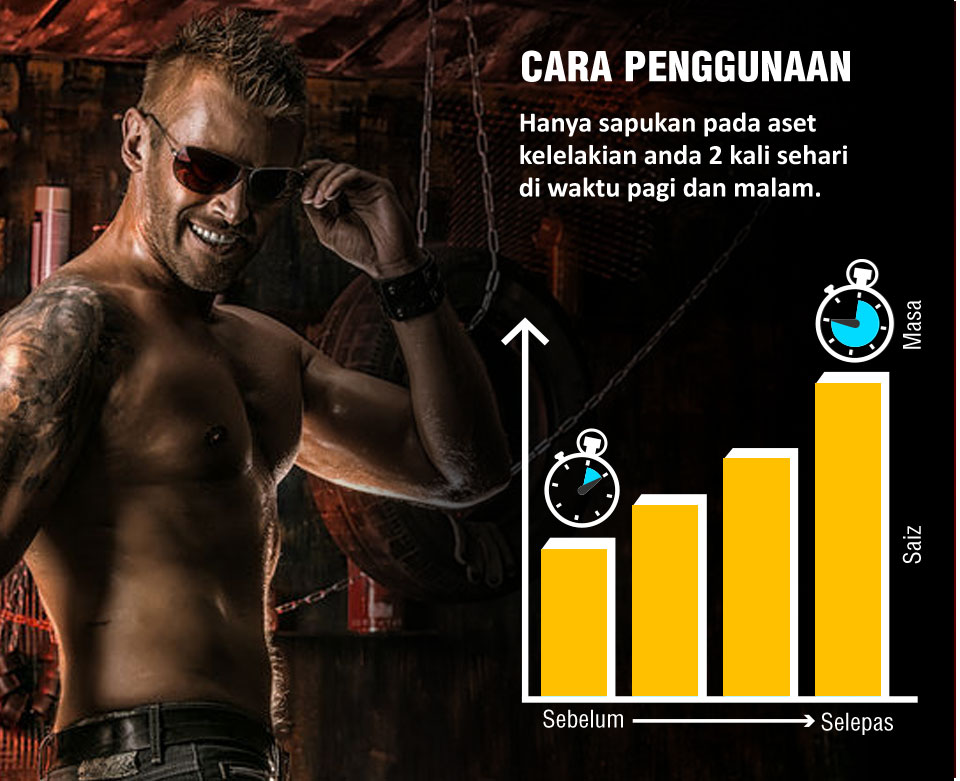 CARA PENGGUNAAN
Hanya sapukan pada aset
kelelakian anda 2 kali sehari
di waktu pagi dan malam.
Masa
Saiz
Sebelum
Selepas